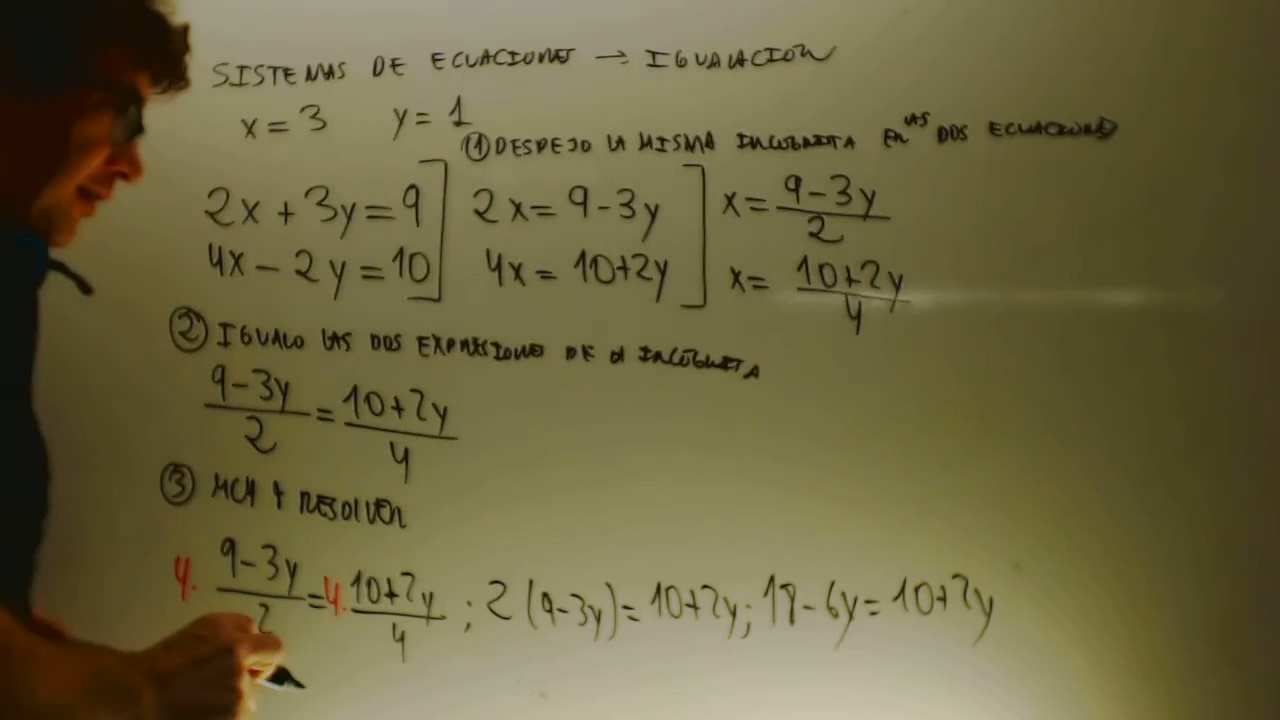 SISTEMAS DE ECUACIONES → IGUALACION
x = 3 y = 1
① DESPEJO LA MISMA INCOGNITA EN LAS DOS ECUACIONES
2x + 3y = 9 ] 2x = 9 - 3y ] x = (9 - 3y)/2
4x - 2y = 10 ] 4x = 10 + 2y ] x = (10 + 2y)/4
② IGUALO LAS DOS EXPRESIONES DE LA INCÓGNITA
(9 - 3y)/2 = (10 + 2y)/4
③ MCM Y RESOLVER
4. (9 - 3y)/2 = 4. (10 + 2y)/4 ; 2 (9 - 3y) = 10 + 2y ; 18 - 6y = 10 + 2y